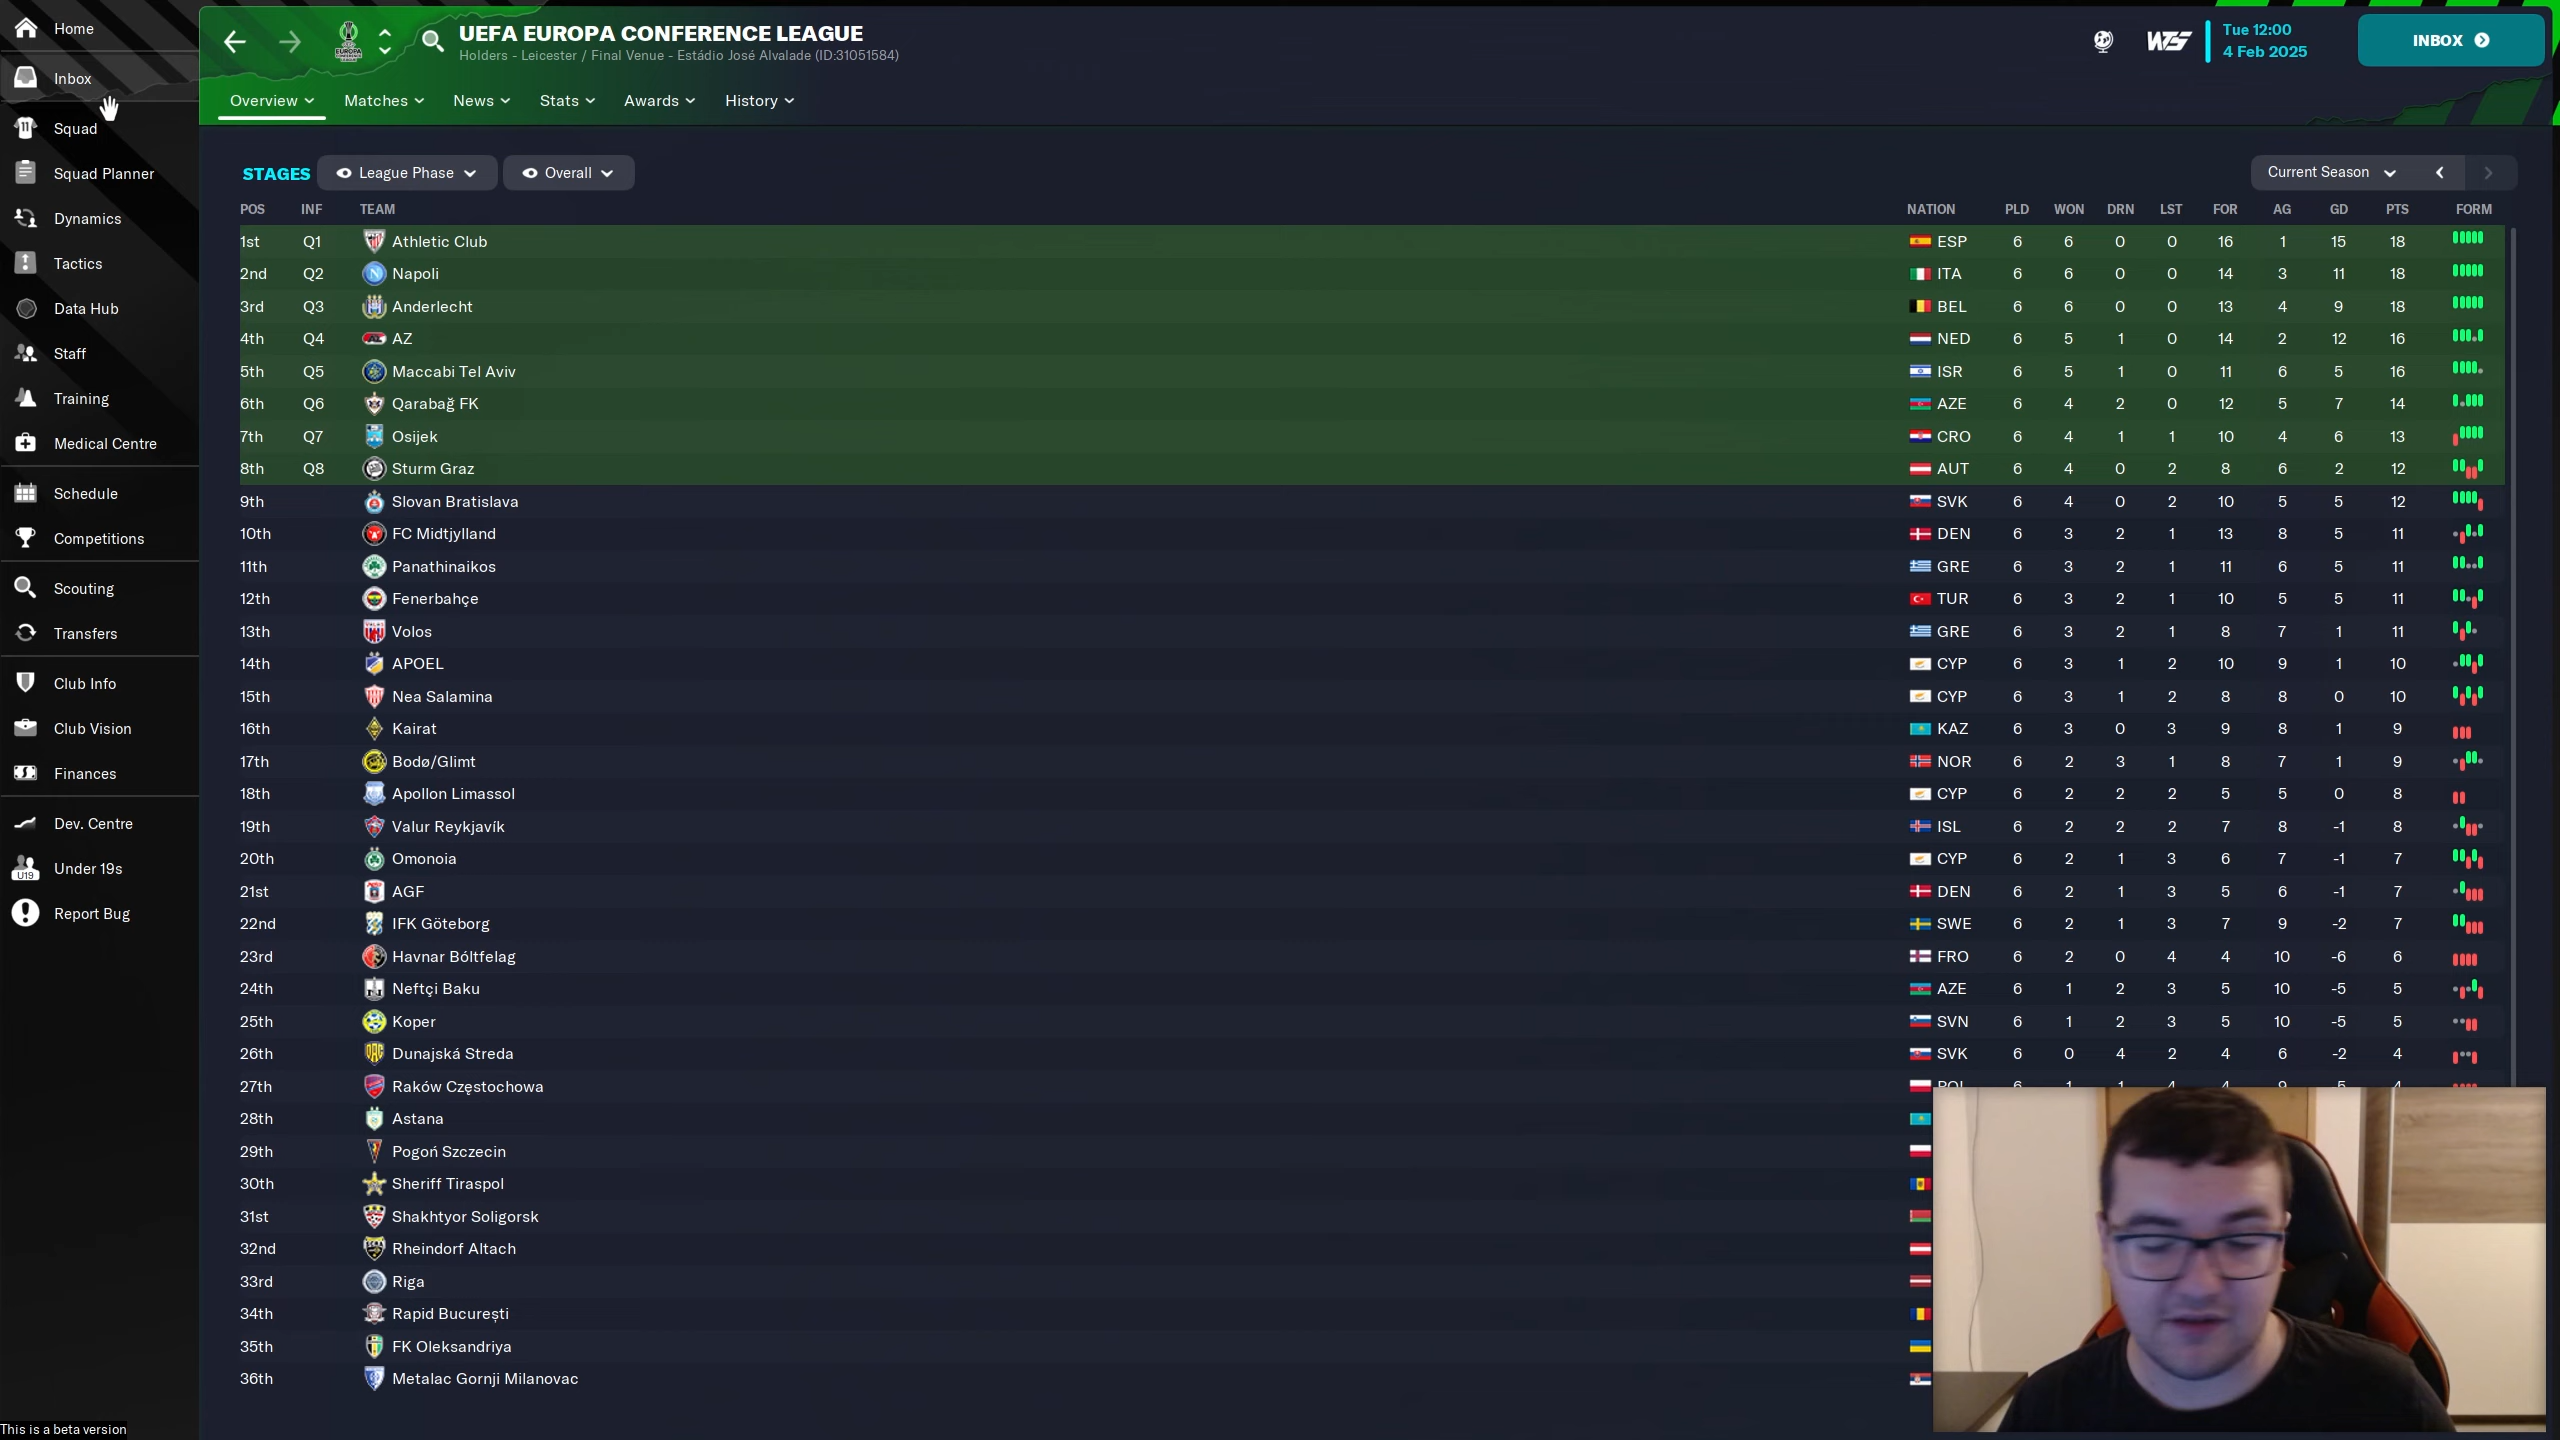 Home
Inbox
Squad
Squad Planner
Dynamics
Tactics
Data Hub
Staff
Training
Medical Centre
Schedule
Competitions
Scouting
Transfers
Club Info
Club Vision
Finances
Dev. Centre
U19 Under 19s
Report Bug
This is a beta version
UEFA EUROPA CONFERENCE LEAGUE
Holders - Leicester / Final Venue - Estádio José Alvalade (ID:31051584)
Tue 12:00
4 Feb 2025
INBOX
Overview Matches News Stats Awards History
STAGES League Phase Overall Current Season
POS INF TEAM NATION PLD WON DRN LST FOR AG GD PTS FORM
1st Q1 Athletic Club ESP 6 6 0 0 16 1 15 18
2nd Q2 Napoli ITA 6 6 0 0 14 3 11 18
3rd Q3 Anderlecht BEL 6 6 0 0 13 4 9 18
4th Q4 AZ NED 6 5 1 0 14 2 12 16
5th Q5 Maccabi Tel Aviv ISR 6 5 1 0 11 6 5 16
6th Q6 Qarabağ FK AZE 6 4 2 0 12 5 7 14
7th Q7 Osijek CRO 6 4 1 1 10 4 6 13
8th Q8 Sturm Graz AUT 6 4 0 2 8 6 2 12
9th Slovan Bratislava SVK 6 4 0 2 10 5 5 12
10th FC Midtjylland DEN 6 3 2 1 13 8 5 11
11th Panathinaikos GRE 6 3 2 1 11 6 5 11
12th Fenerbahçe TUR 6 3 2 1 10 5 5 11
13th Volos GRE 6 3 2 1 8 7 1 11
14th APOEL CYP 6 3 1 2 10 9 1 10
15th Nea Salamina CYP 6 3 1 2 8 8 0 10
16th Kairat KAZ 6 3 0 3 9 8 1 9
17th Bodø/Glimt NOR 6 2 3 1 8 7 1 9
18th Apollon Limassol CYP 6 2 2 2 5 5 0 8
19th Valur Reykjavík ISL 6 2 2 2 7 8 -1 8
20th Omonoia CYP 6 2 1 3 6 7 -1 7
21st AGF DEN 6 2 1 3 5 6 -1 7
22nd IFK Göteborg SWE 6 2 1 3 7 9 -2 7
23rd Havnar Bóltfelag FRO 6 2 0 4 4 10 -6 6
24th Neftçi Baku AZE 6 1 2 3 5 10 -5 5
25th Koper SVN 6 1 2 3 5 10 -5 5
26th Dunajská Streda SVK 6 0 4 2 4 6 -2 4
27th Raków Częstochowa POL 6 1 1 4 4 9 -5 4
28th Astana
29th Pogoń Szczecin
30th Sheriff Tiraspol
31st Shakhtyor Soligorsk
32nd Rheindorf Altach
33rd Riga
34th Rapid București
35th FK Oleksandriya
36th Metalac Gornji Milanovac